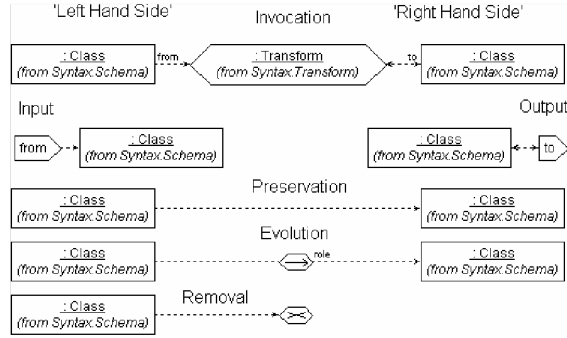 'Left Hand Side' Invocation 'Right Hand Side'
: Class from : Transform to : Class
(from Syntax.Schema) (from Syntax.Transform) (from Syntax.Schema)
Input Output
from : Class : Class to
(from Syntax.Schema) (from Syntax.Schema)
Preservation
: Class : Class
(from Syntax.Schema) (from Syntax.Schema)
Evolution
: Class role : Class
(from Syntax.Schema) (from Syntax.Schema)
Removal
: Class
(from Syntax.Schema)